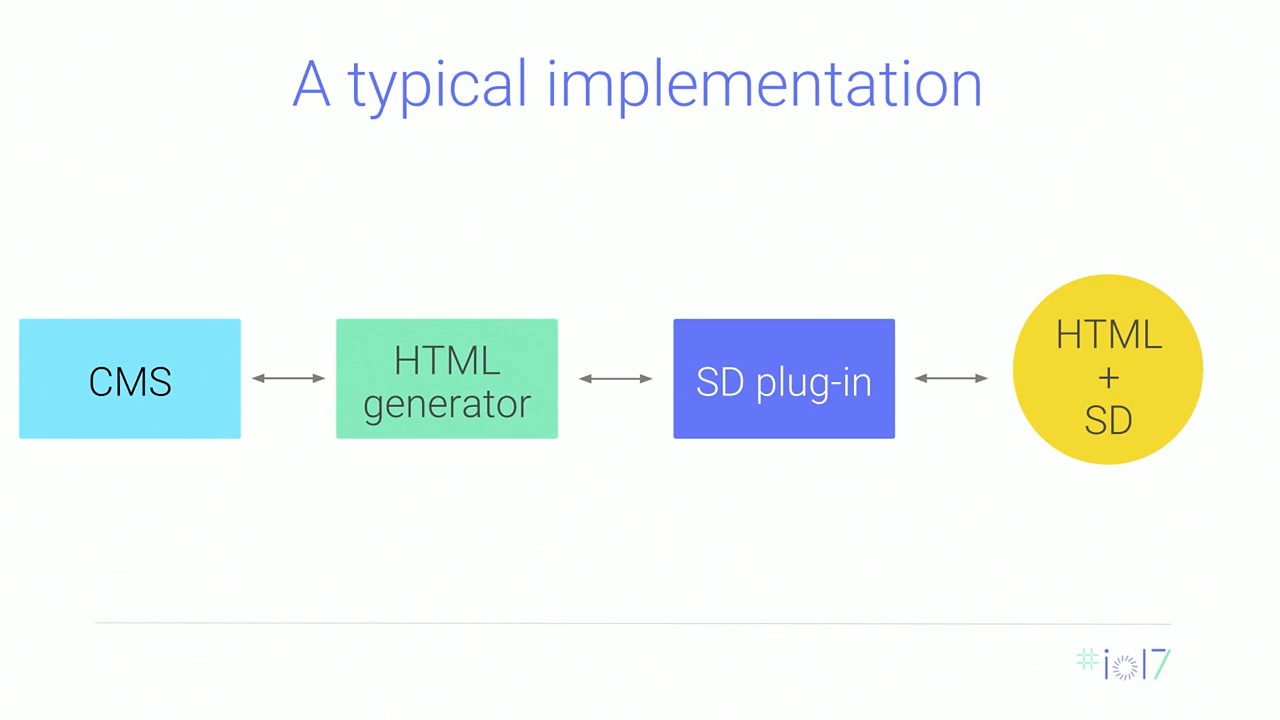 A typical implementation
CMS
HTML
generator
SD plug-in
HTML
+
SD
#io17